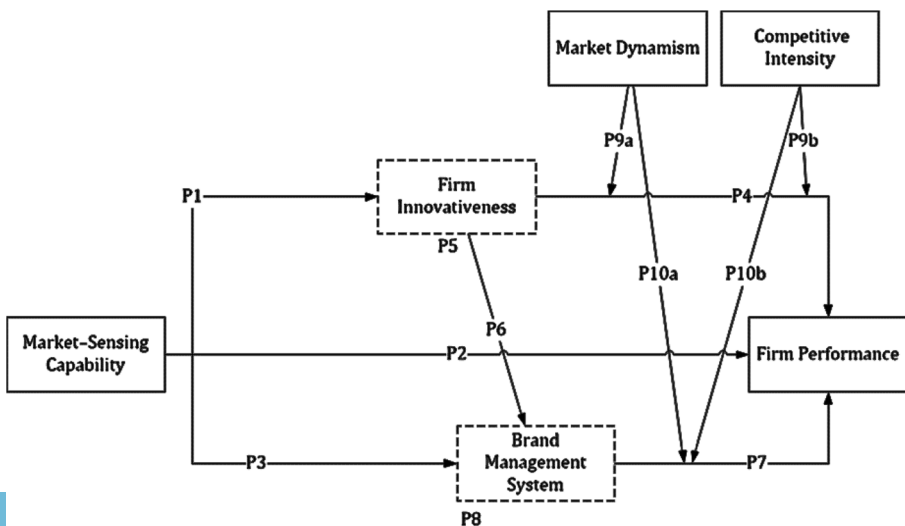 Market Dynamism
Competitive
Intensity
P9a
P9b
P1
Firm
Innovativeness
P4
P5
P10a
P10b
P6
Market–Sensing
Capability
P2
Firm Performance
P3
Brand
Management
System
P7
P8